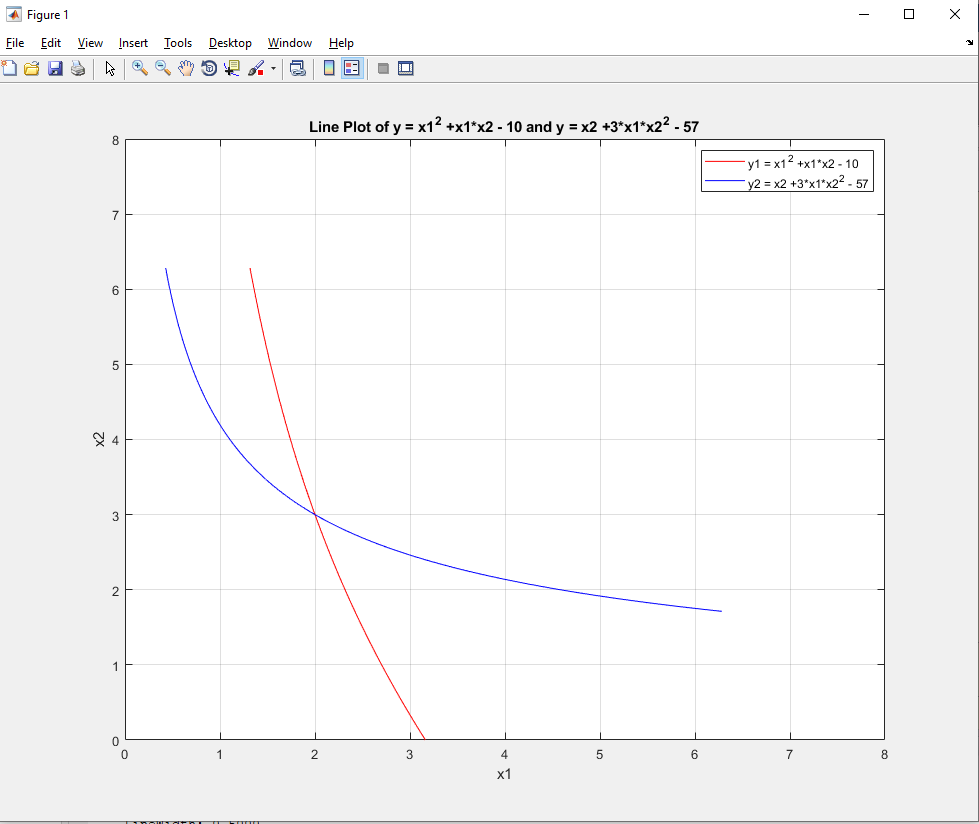 Figure 1
File Edit View Insert Tools Desktop Window Help
Line Plot of y = x1² +x1*x2 - 10 and y = x2 +3*x1*x2² - 57
y1 = x1² +x1*x2 - 10
y2 = x2 +3*x1*x2² - 57
8
7
6
5
4
3
2
1
0
x2
0 1 2 3 4 5 6 7 8
x1